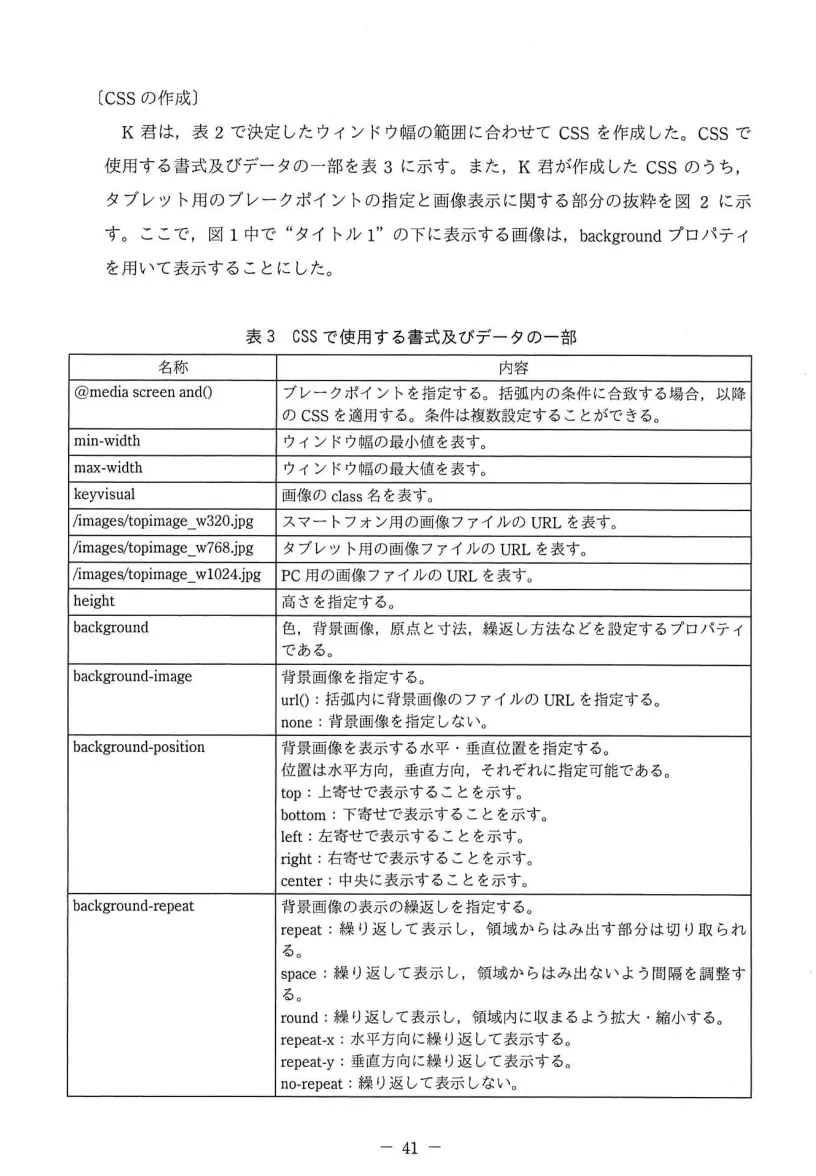 〔CSS の作成〕
K 君は，表 2 で決定したウィンドウ幅の範囲に合わせて CSS を作成した。CSS で
使用する書式及びデータの一部を表 3 に示す。また，K 君が作成した CSS のうち，
タブレット用のブレークポイントの指定と画像表示に関する部分の抜粋を図 2 に示
す。ここで，図 1 中で “タイトル 1” の下に表示する画像は，background プロパティ
を用いて表示することにした。
表 3　CSS で使用する書式及びデータの一部
名称
内容
@media screen and()
ブレークポイントを指定する。括弧内の条件に合致する場合，以降
の CSS を適用する。条件は複数設定することができる。
min-width
ウィンドウ幅の最小値を表す。
max-width
ウィンドウ幅の最大値を表す。
keyvisual
画像の class 名を表す。
/images/topimage_w320.jpg
スマートフォン用の画像ファイルの URL を表す。
/images/topimage_w768.jpg
タブレット用の画像ファイルの URL を表す。
/images/topimage_w1024.jpg
PC 用の画像ファイルの URL を表す。
height
高さを指定する。
background
色，背景画像，原点と寸法，繰返し方法などを設定するプロパティ
である。
background-image
背景画像を指定する。
url()：括弧内に背景画像のファイルの URL を指定する。
none：背景画像を指定しない。
background-position
背景画像を表示する水平・垂直位置を指定する。
位置は水平方向，垂直方向，それぞれに指定可能である。
top：上寄せで表示することを示す。
bottom：下寄せで表示することを示す。
left：左寄せで表示することを示す。
right：右寄せで表示することを示す。
center：中央に表示することを示す。
background-repeat
背景画像の表示の繰返しを指定する。
repeat：繰り返して表示し，領域からはみ出す部分は切り取られ
る。
space：繰り返して表示し，領域からはみ出ないよう間隔を調整す
る。
round：繰り返して表示し，領域内に収まるよう拡大・縮小する。
repeat-x：水平方向に繰り返して表示する。
repeat-y：垂直方向に繰り返して表示する。
no-repeat：繰り返して表示しない。
－ 41 －